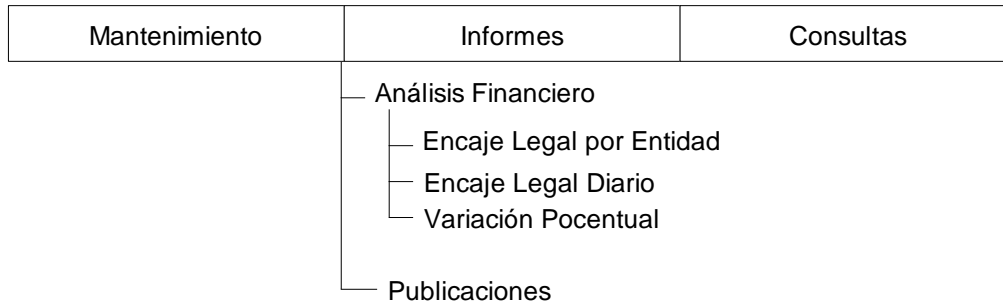 Mantenimiento Informes Consultas
Análisis Financiero
Encaje Legal por Entidad
Encaje Legal Diario
Variación Pocentual
Publicaciones